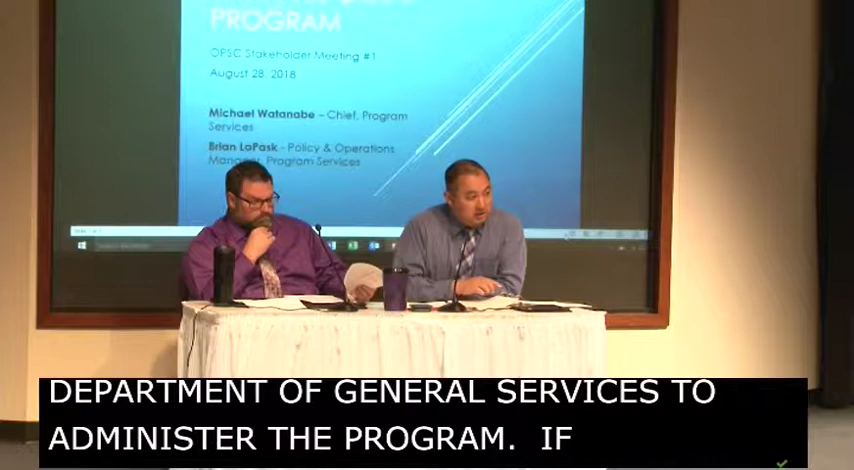 PROGRAM
OPSC Stakeholder Meeting #1
August 28, 2018
Michael Watanabe – Chief, Program
Services
Brian LaPask - Policy & Operations
Manager, Program Services
DEPARTMENT OF GENERAL SERVICES TO
ADMINISTER THE PROGRAM. IF